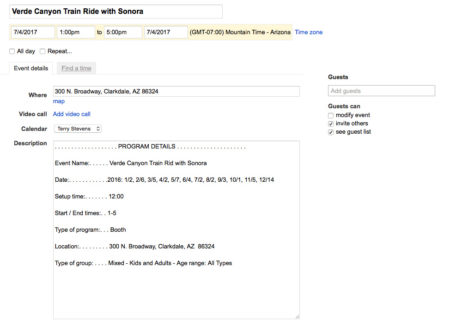 Verde Canyon Train Ride with Sonora
7/4/2017 1:00pm to 5:00pm 7/4/2017 (GMT-07:00) Mountain Time - Arizona Time zone
All day Repeat...
Event details Find a time
Where 300 N. Broadway, Clarkdale, AZ 86324
map
Video call Add video call
Calendar Terry Stevens
Description . . . . . . . . . . . . . . . . . . . PROGRAM DETAILS . . . . . . . . . . . . . . . . . . . . .
Event Name:. . . . . . Verde Canyon Train Rid with Sonora
Date:. . . . . . . . . . . .2016: 1/2, 2/6, 3/5, 4/2, 5/7, 6/4, 7/2, 8/2, 9/3, 10/1, 11/5, 12/14
Setup time:. . . . . . . 12:00
Start / End times:. . 1-5
Type of program:. . . Booth
Location:. . . . . . . . . 300 N. Broadway, Clarkdale, AZ 86324
Type of group:. . . . Mixed - Kids and Adults - Age range: All Types
Guests
Add guests
Guests can
modify event
invite others
see guest list